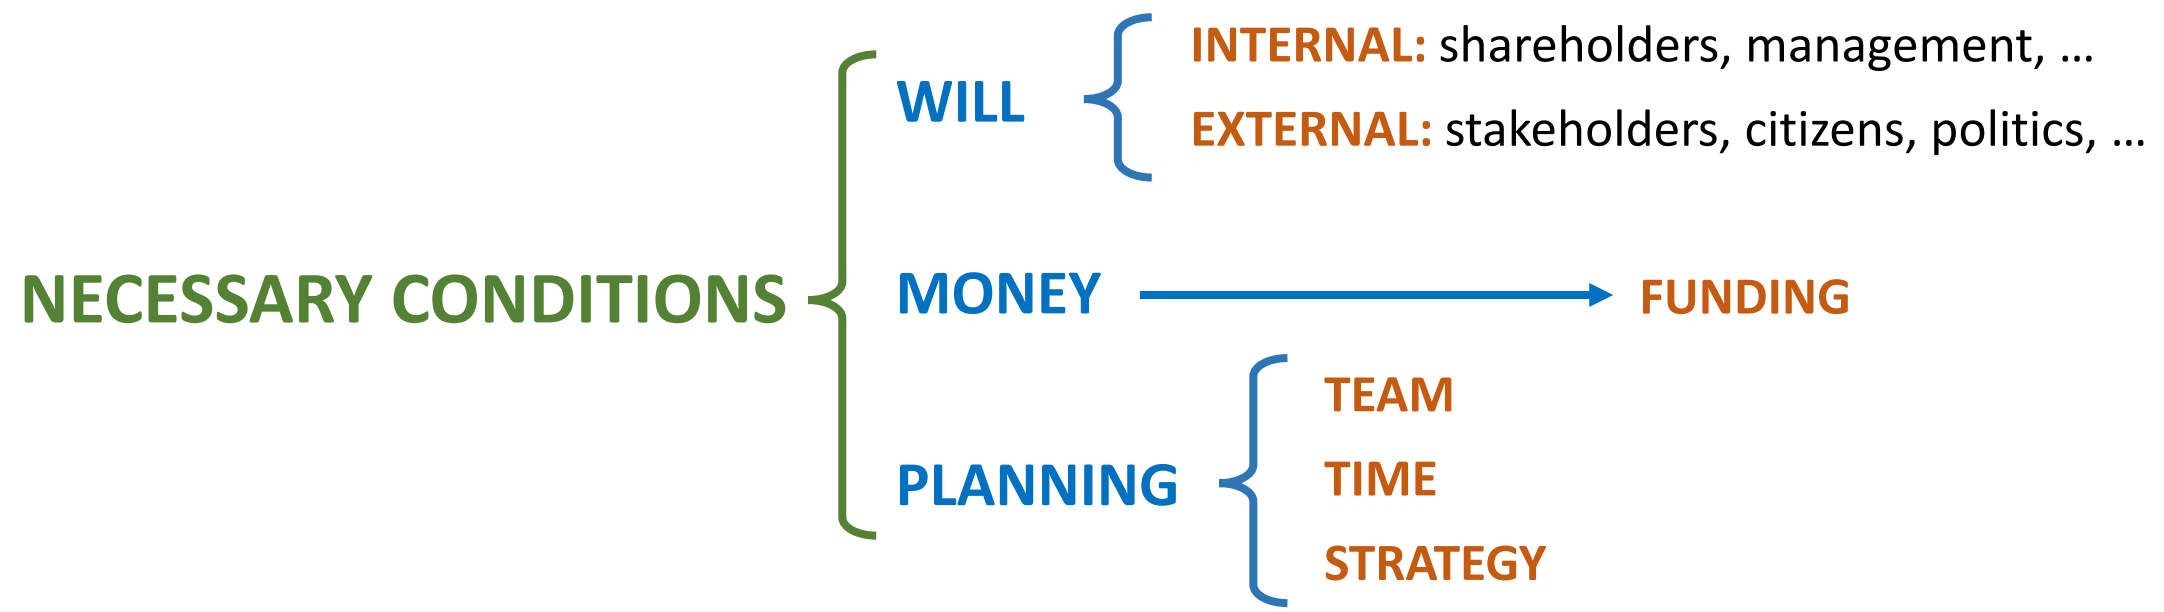 NECESSARY CONDITIONS
WILL
INTERNAL: shareholders, management, ...
EXTERNAL: stakeholders, citizens, politics, ...
MONEY
FUNDING
PLANNING
TEAM
TIME
STRATEGY